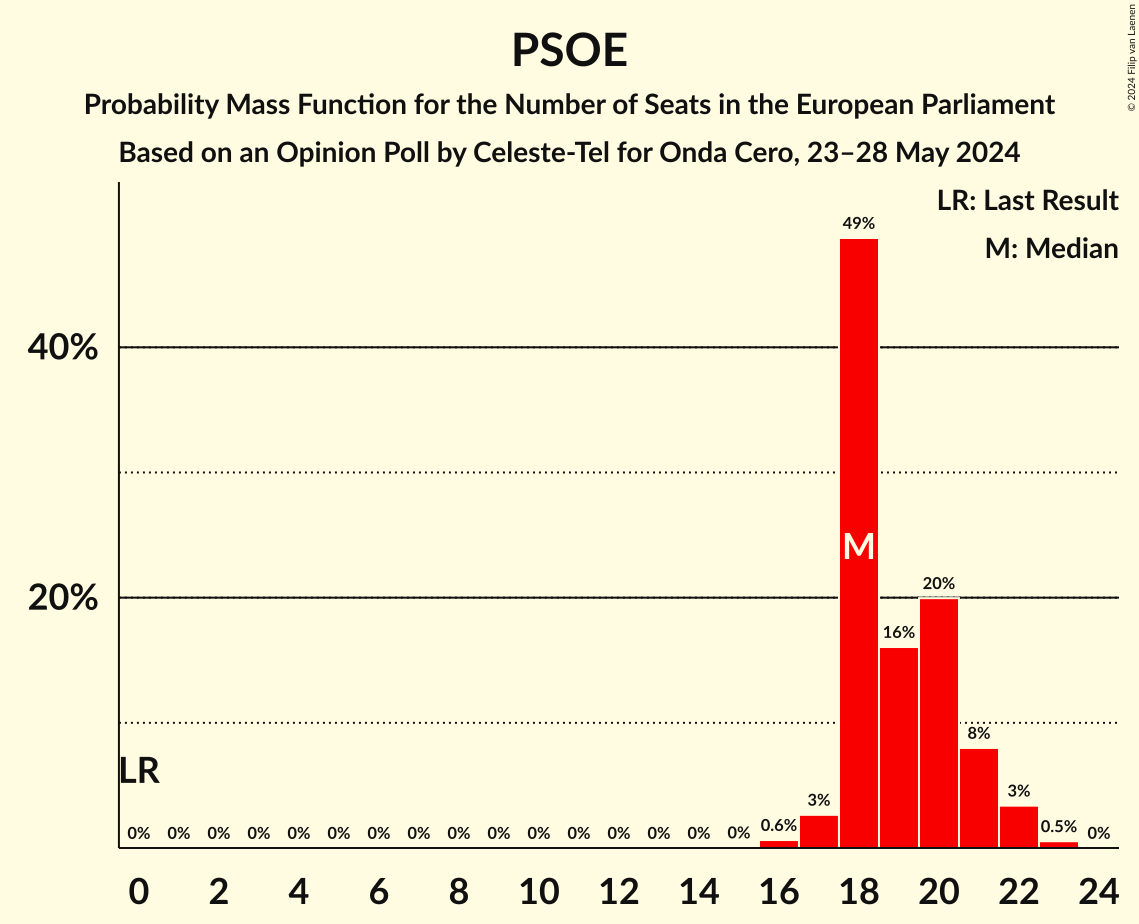 PSOE
Probability Mass Function for the Number of Seats in the European Parliament
Based on an Opinion Poll by Celeste-Tel for Onda Cero, 23–28 May 2024
© 2024 Filip van Laenen
LR: Last Result
M: Median
49%
40%
M
20%
20%
16%
8%
LR
3%
3%
0% 0% 0% 0% 0% 0% 0% 0% 0% 0% 0% 0% 0% 0% 0% 0% 0.6% 0.5% 0%
0 2 4 6 8 10 12 14 16 18 20 22 24